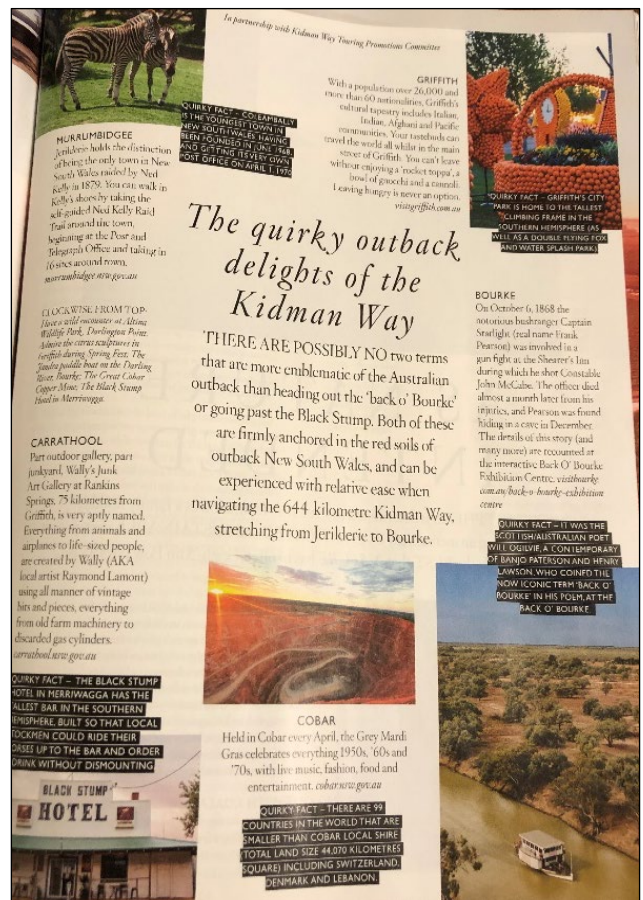 In partnership with Kidman Way Touring Promotions Committee
QUIRKY FACT – COLEAMBALLY
IS THE YOUNGEST TOWN IN
NEW SOUTH WALES HAVING
BEEN FOUNDED IN JUNE 1968,
AND GETTING ITS VERY OWN
POST OFFICE ON APRIL 1, 1970
MURRUMBIDGEE
Jerilderie holds the distinction
of being the only town in New
South Wales raided by Ned
Kelly in 1879. You can walk in
Kelly's shoes by taking the
self-guided Ned Kelly Raid
Trail around the town,
beginning at the Post and
Telegraph Office and taking in
16 sites around town.
murrumbidgee.nsw.gov.au
GRIFFITH
With a population over 26,000 and
more than 60 nationalities, Griffith's
cultural tapestry includes Italian,
Indian, Afghani and Pacific
communities. Your tastebuds can
travel the world all whilst in the main
street of Griffith. You can't leave
without enjoying a 'rocket toppa', a
bowl of gnocchi and a cannoli.
Leaving hungry is never an option.
visitgriffith.com.au
QUIRKY FACT – GRIFFITH'S CITY
PARK IS HOME TO THE TALLEST
CLIMBING FRAME IN THE
SOUTHERN HEMISPHERE (AS
WELL AS A DOUBLE FLYING FOX
AND WATER SPLASH PARK).
The quirky outback
delights of the
Kidman Way
THERE ARE POSSIBLY NO two terms
that are more emblematic of the Australian
outback than heading out the 'back o' Bourke'
or going past the Black Stump. Both of these
are firmly anchored in the red soils of
outback New South Wales, and can be
experienced with relative ease when
navigating the 644 kilometre Kidman Way,
stretching from Jerilderie to Bourke.
CLOCKWISE FROM TOP:
Have a wild encounter at Altina
Wildlife Park, Darlington Point;
Admire the citrus sculptures in
Griffith during Spring Fest; The
Jandra paddle boat on the Darling
River, Bourke; The Great Cobar
Copper Mine; The Black Stump
Hotel in Merriwagga.
CARRATHOOL
Part outdoor gallery, part
junkyard, Wally's Junk
Art Gallery at Rankins
Springs, 75 kilometres from
Griffith, is very aptly named.
Everything from animals and
airplanes to life-sized people,
are created by Wally (AKA
local artist Raymond Lamont)
using all manner of vintage
bits and pieces, everything
from old farm machinery to
discarded gas cylinders.
carrathool.nsw.gov.au
BOURKE
On October 6, 1868 the
notorious bushranger Captain
Starlight (real name Frank
Pearson) was involved in a
gun fight at the Shearer's Inn
during which he shot Constable
John McCabe. The officer died
almost a month later from his
injuries, and Pearson was found
hiding in a cave in December.
The details of this story (and
many more) are recounted at
the interactive Back O' Bourke
Exhibition Centre. visitbourke.
com.au/back-o-bourke-exhibition
centre
QUIRKY FACT – IT WAS THE
SCOTTISH/AUSTRALIAN POET
WILL OGILVIE, A CONTEMPORARY
OF BANJO PATERSON AND HENRY
LAWSON, WHO COINED THE
NOW ICONIC TERM 'BACK O'
BOURKE' IN HIS POEM, AT THE
BACK O' BOURKE.
QUIRKY FACT – THE BLACK STUMP
HOTEL IN MERRIWAGGA HAS THE
TALLEST BAR IN THE SOUTHERN
HEMISPHERE, BUILT SO THAT LOCAL
STOCKMEN COULD RIDE THEIR
HORSES UP TO THE BAR AND ORDER
DRINK WITHOUT DISMOUNTING.
BLACK STUMP
HOTEL
COBAR
Held in Cobar every April, the Grey Mardi
Gras celebrates everything 1950s, '60s and
'70s, with live music, fashion, food and
entertainment. cobar.nsw.gov.au
QUIRKY FACT – THERE ARE 99
COUNTRIES IN THE WORLD THAT ARE
SMALLER THAN COBAR LOCAL SHIRE
(TOTAL LAND SIZE 44,070 KILOMETRES
SQUARE) INCLUDING SWITZERLAND,
DENMARK AND LEBANON.